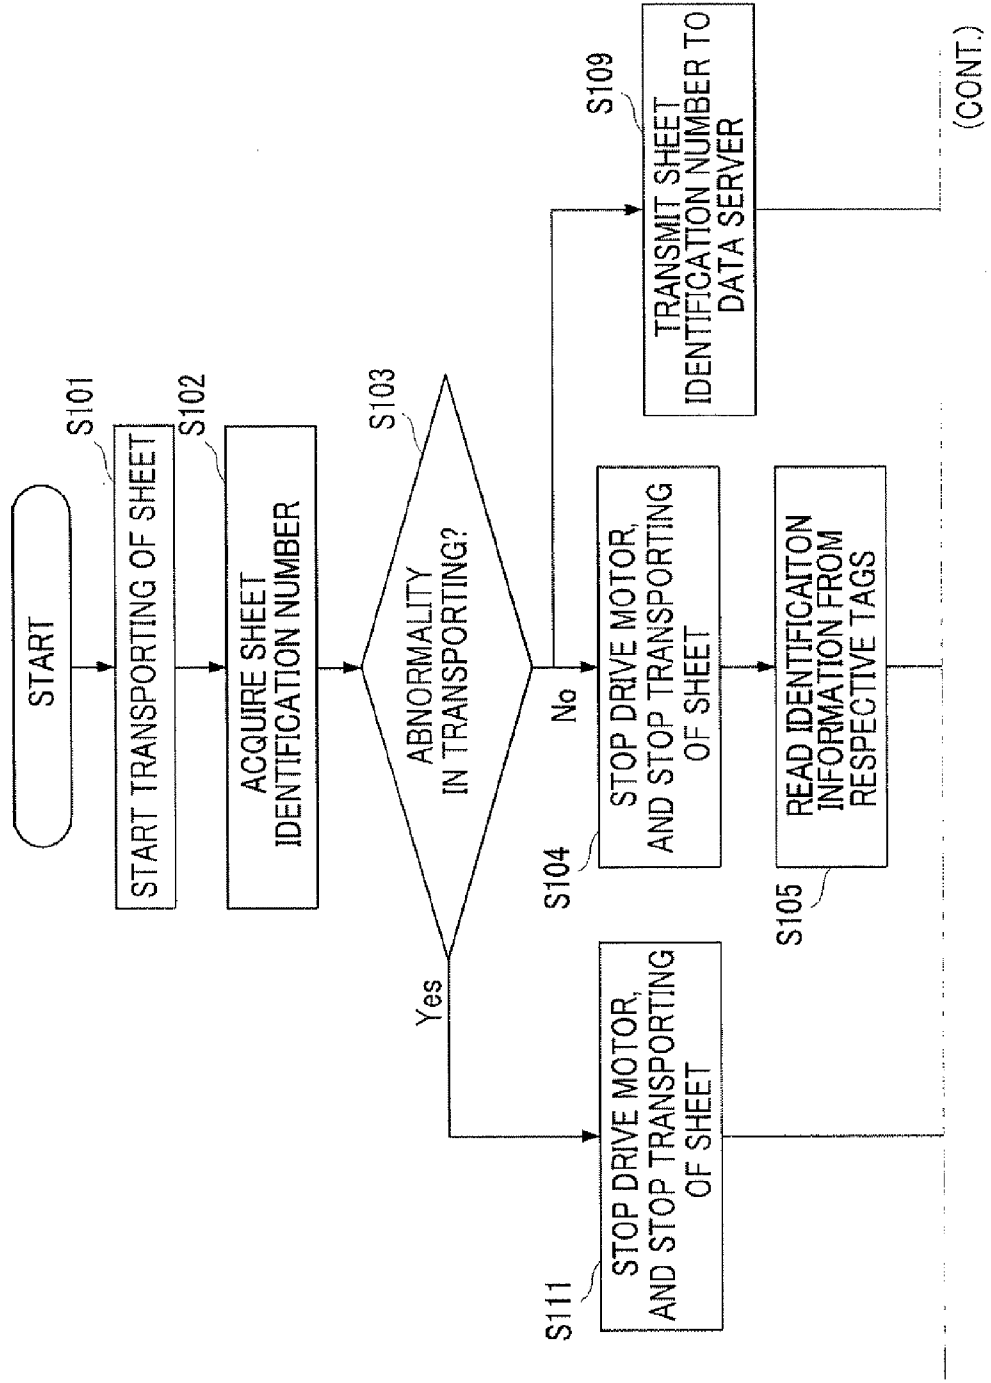 START
S101
START TRANSPORTING OF SHEET
S102
ACQUIRE SHEET
IDENTIFICATION NUMBER
S103
ABNORMALITY
IN TRANSPORTING?
Yes
No
S111
STOP DRIVE MOTOR,
AND STOP TRANSPORTING
OF SHEET
S104
STOP DRIVE MOTOR,
AND STOP TRANSPORTING
OF SHEET
S109
TRANSMIT SHEET
IDENTIFICATION NUMBER TO
DATA SERVER
S105
READ IDENTIFICAITON
INFORMATION FROM
RESPECTIVE TAGS
(CONT.)